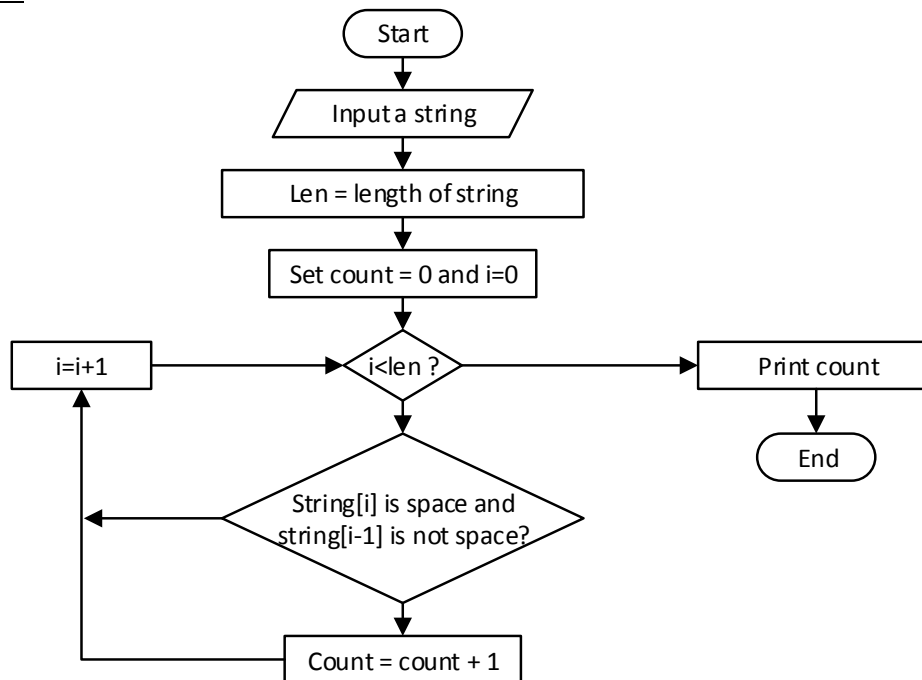 Start
Input a string
Len = length of string
Set count = 0 and i=0
i=i+1
i<len ?
Print count
End
String[i] is space and
string[i-1] is not space?
Count = count + 1